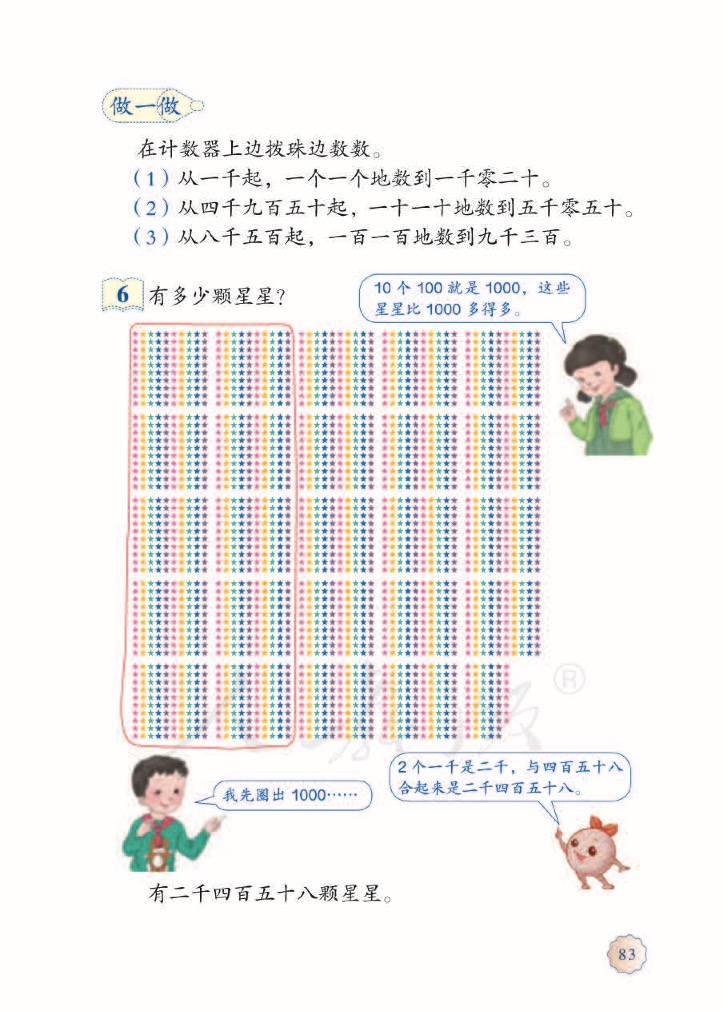 做一做
在计数器上边拨珠边数数。
（1）从一千起，一个一个地数到一千零二十。
（2）从四千九百五十起，一十一十地数到五千零五十。
（3）从八千五百起，一百一百地数到九千三百。
6 有多少颗星星？
10 个 100 就是 1000，这些
星星比 1000 多得多。
®
我先圈出 1000……
2 个一千是二千，与四百五十八
合起来是二千四百五十八。
有二千四百五十八颗星星。
83